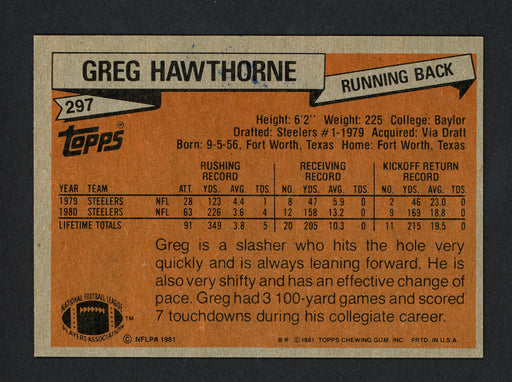 GREG HAWTHORNE
RUNNING BACK
297
Topps®
Height: 6'2" Weight: 225 College: Baylor
Drafted: Steelers #1-1979 Acquired: Via Draft
Born: 9-5-56, Fort Worth, Texas Home: Fort Worth, Texas
RUSHING RECORD RECEIVING RECORD KICKOFF RETURN RECORD
YEAR TEAM ATT. YDS. AVG. TDS. NO. YDS. AVG. TDS. NO. YDS. AVG. TDS.
1979 STEELERS NFL 28 123 4.4 1 8 47 5.9 0 2 46 23.0 0
1980 STEELERS NFL 63 226 3.6 4 12 158 13.2 0 9 169 18.8 0
LIFETIME TOTALS 91 349 3.8 5 20 205 10.3 0 11 215 19.5 0
Greg is a slasher who hits the hole very
quickly and is always leaning forward. He is
also very shifty and has an effective change of
pace. Greg had 3 100-yard games and scored
7 touchdowns during his collegiate career.
NATIONAL FOOTBALL LEAGUE
PLAYERS ASSOCIATION
TM
© NFLPA 1981
B* © 1981 TOPPS CHEWING GUM, INC. PRTD. IN U.S.A.